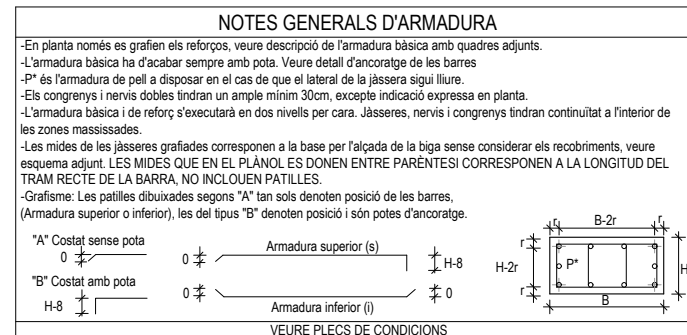 NOTES GENERALS D'ARMADURA
-En planta només es grafien els reforços, veure descripció de l'armadura bàsica amb quadres adjunts.
-L'armadura bàsica ha d'acabar sempre amb pota. Veure detall d'ancoratge de les barres
-P* és l'armadura de pell a disposar en el cas de que el lateral de la jàssera sigui lliure.
-Els congrenys i nervis dobles tindran un ample mínim 30cm, excepte indicació expressa en planta.
-L'armadura bàsica i de reforç s'executarà en dos nivells per cara. Jàsseres, nervis i congrenys tindran continuïtat a l'interior de
les zones massissades.
-Les mides de les jàsseres grafiades corresponen a la base per l'alçada de la biga sense considerar els recobriments, veure
esquema adjunt. LES MIDES QUE EN EL PLÀNOL ES DONEN ENTRE PARÈNTESI CORRESPONEN A LA LONGITUD DEL
TRAM RECTE DE LA BARRA, NO INCLOUEN PATILLES.
-Grafisme: Les patilles dibuixades segons "A" tan sols denoten posició de les barres,
(Armadura superior o inferior), les del tipus "B" denoten posició i són potes d'ancoratge.
"A" Costat sense pota
0
"B" Costat amb pota
H-8
0
Armadura superior (s)
H-8
0
Armadura inferior (i)
0
r
B-2r
r
r
H-2r
r
P*
H
B
VEURE PLECS DE CONDICIONS